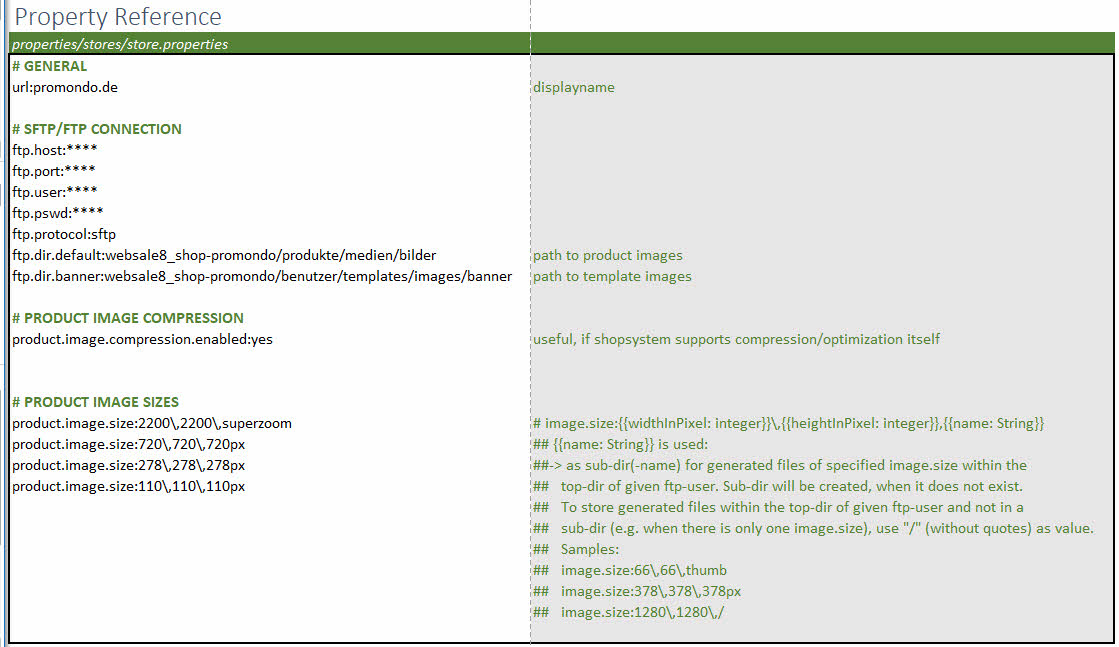 Property Reference
properties/stores/store.properties
# GENERAL
url:promondo.de displayname
# SFTP/FTP CONNECTION
ftp.host:****
ftp.port:****
ftp.user:****
ftp.pswd:****
ftp.protocol:sftp
ftp.dir.default:websale8_shop-promondo/produkte/medien/bilder path to product images
ftp.dir.banner:websale8_shop-promondo/benutzer/templates/images/banner path to template images
# PRODUCT IMAGE COMPRESSION
product.image.compression.enabled:yes useful, if shopsystem supports compression/optimization itself
# PRODUCT IMAGE SIZES
product.image.size:2200\,2200\,superzoom # image.size:{{widthInPixel: integer}}\,{{heightInPixel: integer}},{{name: String}}
product.image.size:720\,720\,720px ## {{name: String}} is used:
product.image.size:278\,278\,278px ##-> as sub-dir(-name) for generated files of specified image.size within the
product.image.size:110\,110\,110px ## top-dir of given ftp-user. Sub-dir will be created, when it does not exist.
## To store generated files within the top-dir of given ftp-user and not in a
## sub-dir (e.g. when there is only one image.size), use "/" (without quotes) as value.
## Samples:
## image.size:66\,66\,thumb
## image.size:378\,378\,378px
## image.size:1280\,1280\,/